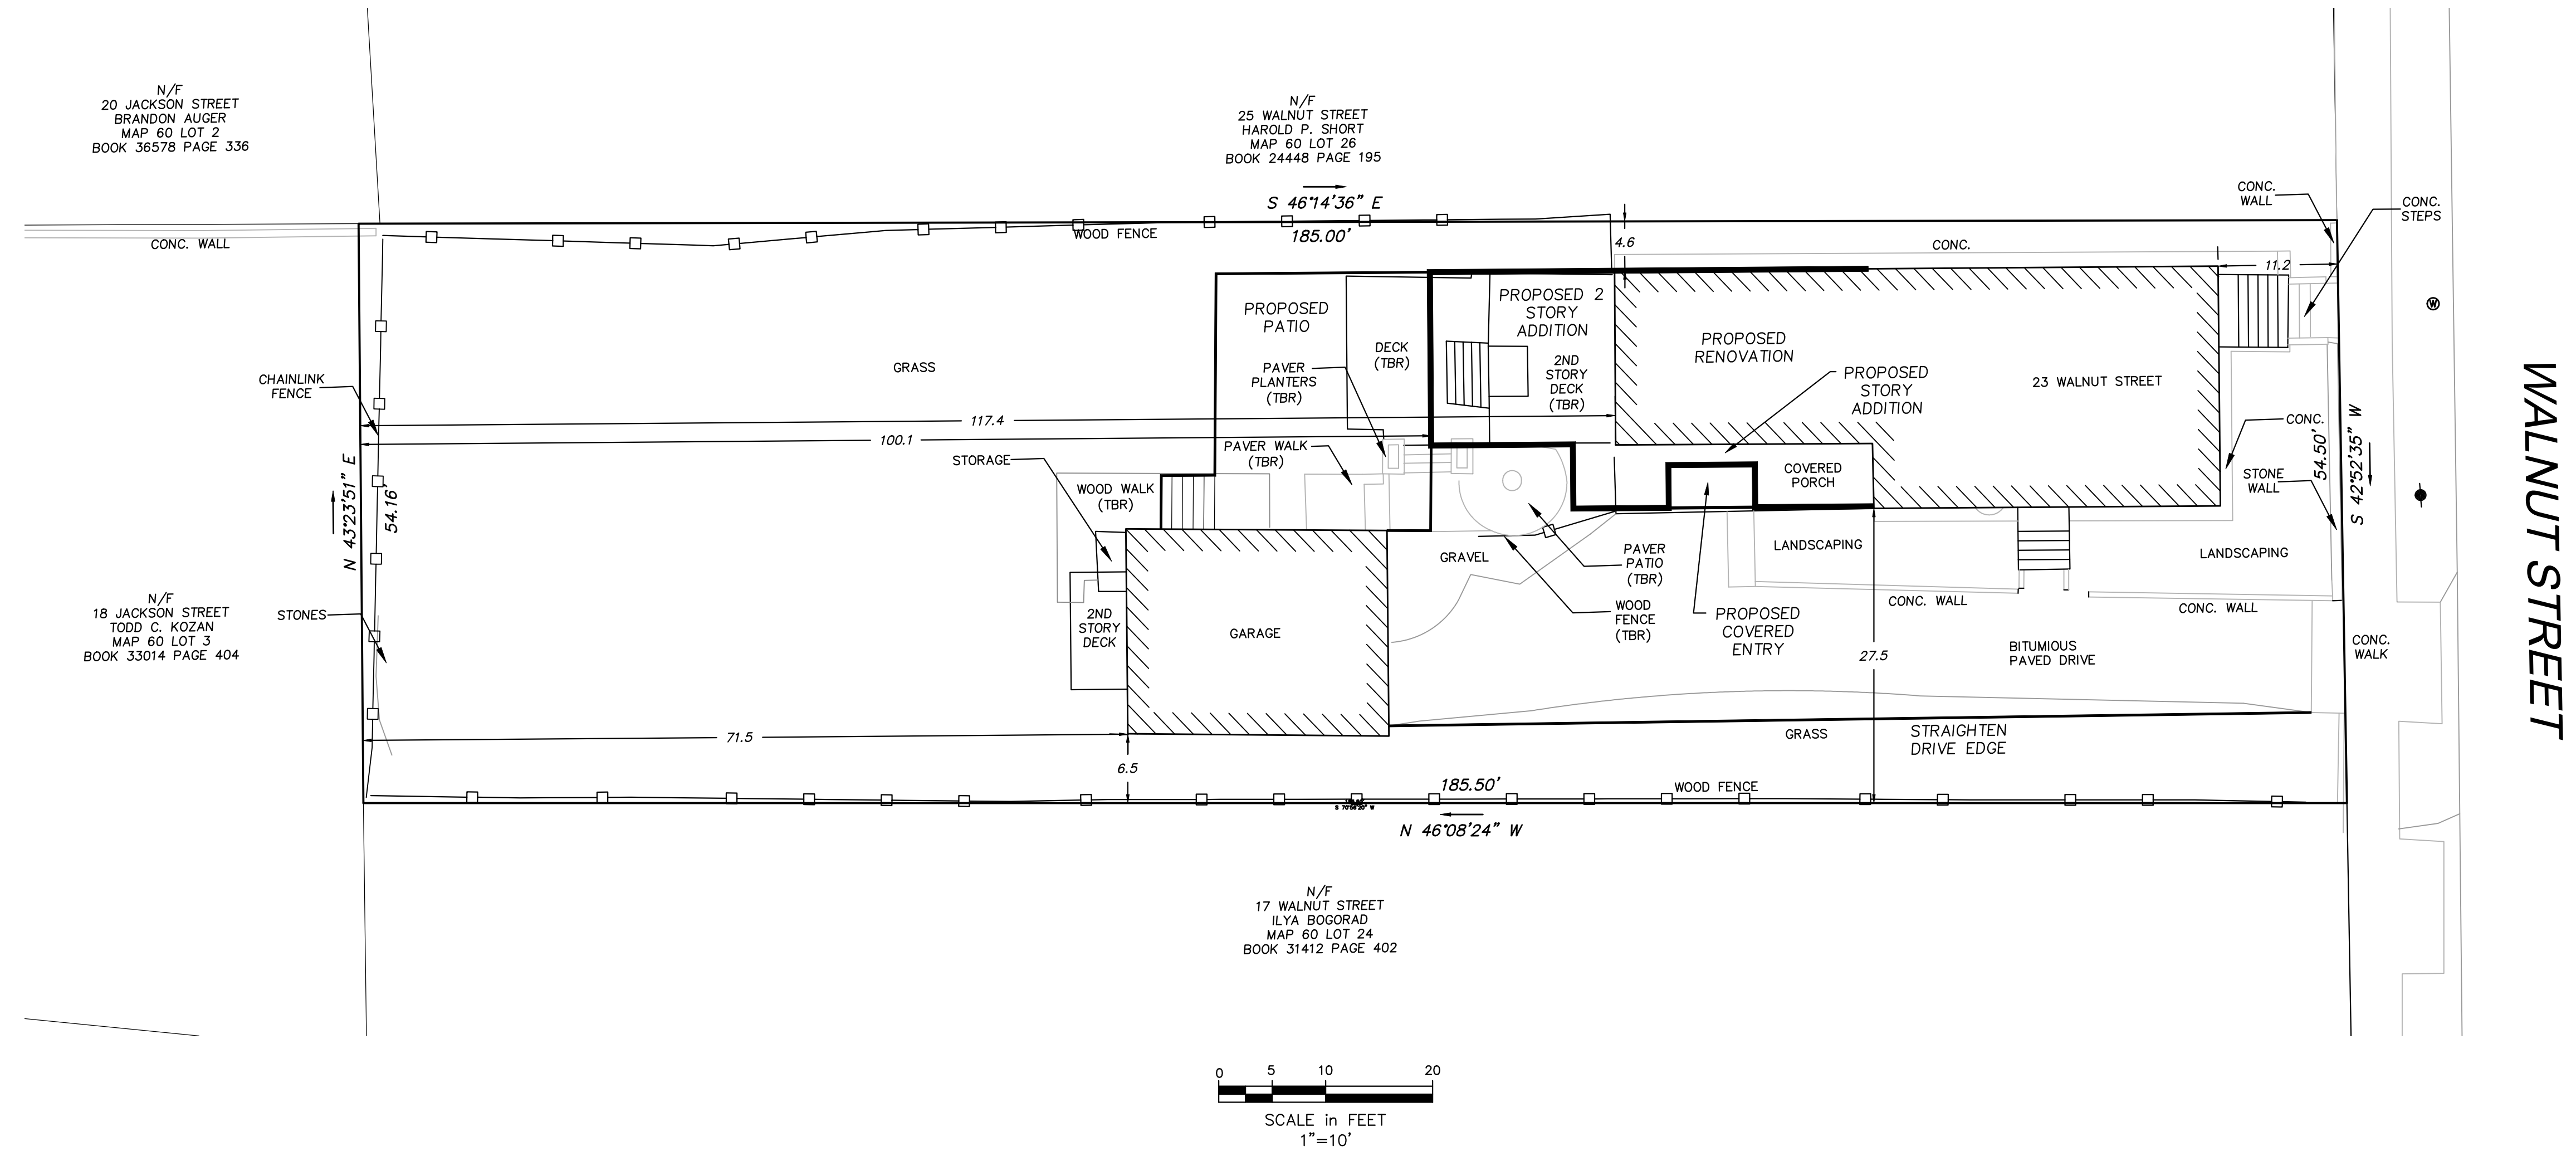 N/F
20 JACKSON STREET
BRANDON AUGER
MAP 60 LOT 2
BOOK 36578 PAGE 336
N/F
25 WALNUT STREET
HAROLD P. SHORT
MAP 60 LOT 26
BOOK 24448 PAGE 195
S 46°14'36" E
185.00'
CONC. WALL
WOOD FENCE
4.6
CONC.
CONC.
WALL
CONC.
STEPS
11.2
PROPOSED
PATIO
PROPOSED 2
STORY
ADDITION
DECK
(TBR)
2ND
STORY
DECK
(TBR)
PROPOSED
RENOVATION
PROPOSED
STORY
ADDITION
23 WALNUT STREET
GRASS
PAVER
PLANTERS
(TBR)
CHAINLINK
FENCE
117.4
100.1
PAVER WALK
(TBR)
STORAGE
WOOD WALK
(TBR)
COVERED
PORCH
CONC.
STONE
WALL
54.50'
S 42°52'35" W
WALNUT STREET
N 43°23'51" E
54.16'
GRAVEL
PAVER
PATIO
(TBR)
LANDSCAPING
LANDSCAPING
N/F
18 JACKSON STREET
TODD C. KOZAN
MAP 60 LOT 3
BOOK 33014 PAGE 404
STONES
2ND
STORY
DECK
GARAGE
WOOD
FENCE
(TBR)
PROPOSED
COVERED
ENTRY
CONC. WALL
CONC. WALL
27.5
BITUMIOUS
PAVED DRIVE
CONC.
WALK
71.5
6.5
GRASS
STRAIGHTEN
DRIVE EDGE
185.50'
WOOD FENCE
N 46°08'24" W
N/F
17 WALNUT STREET
ILYA BOGORAD
MAP 60 LOT 24
BOOK 31412 PAGE 402
W
0 5 10 20
SCALE in FEET
1"=10'